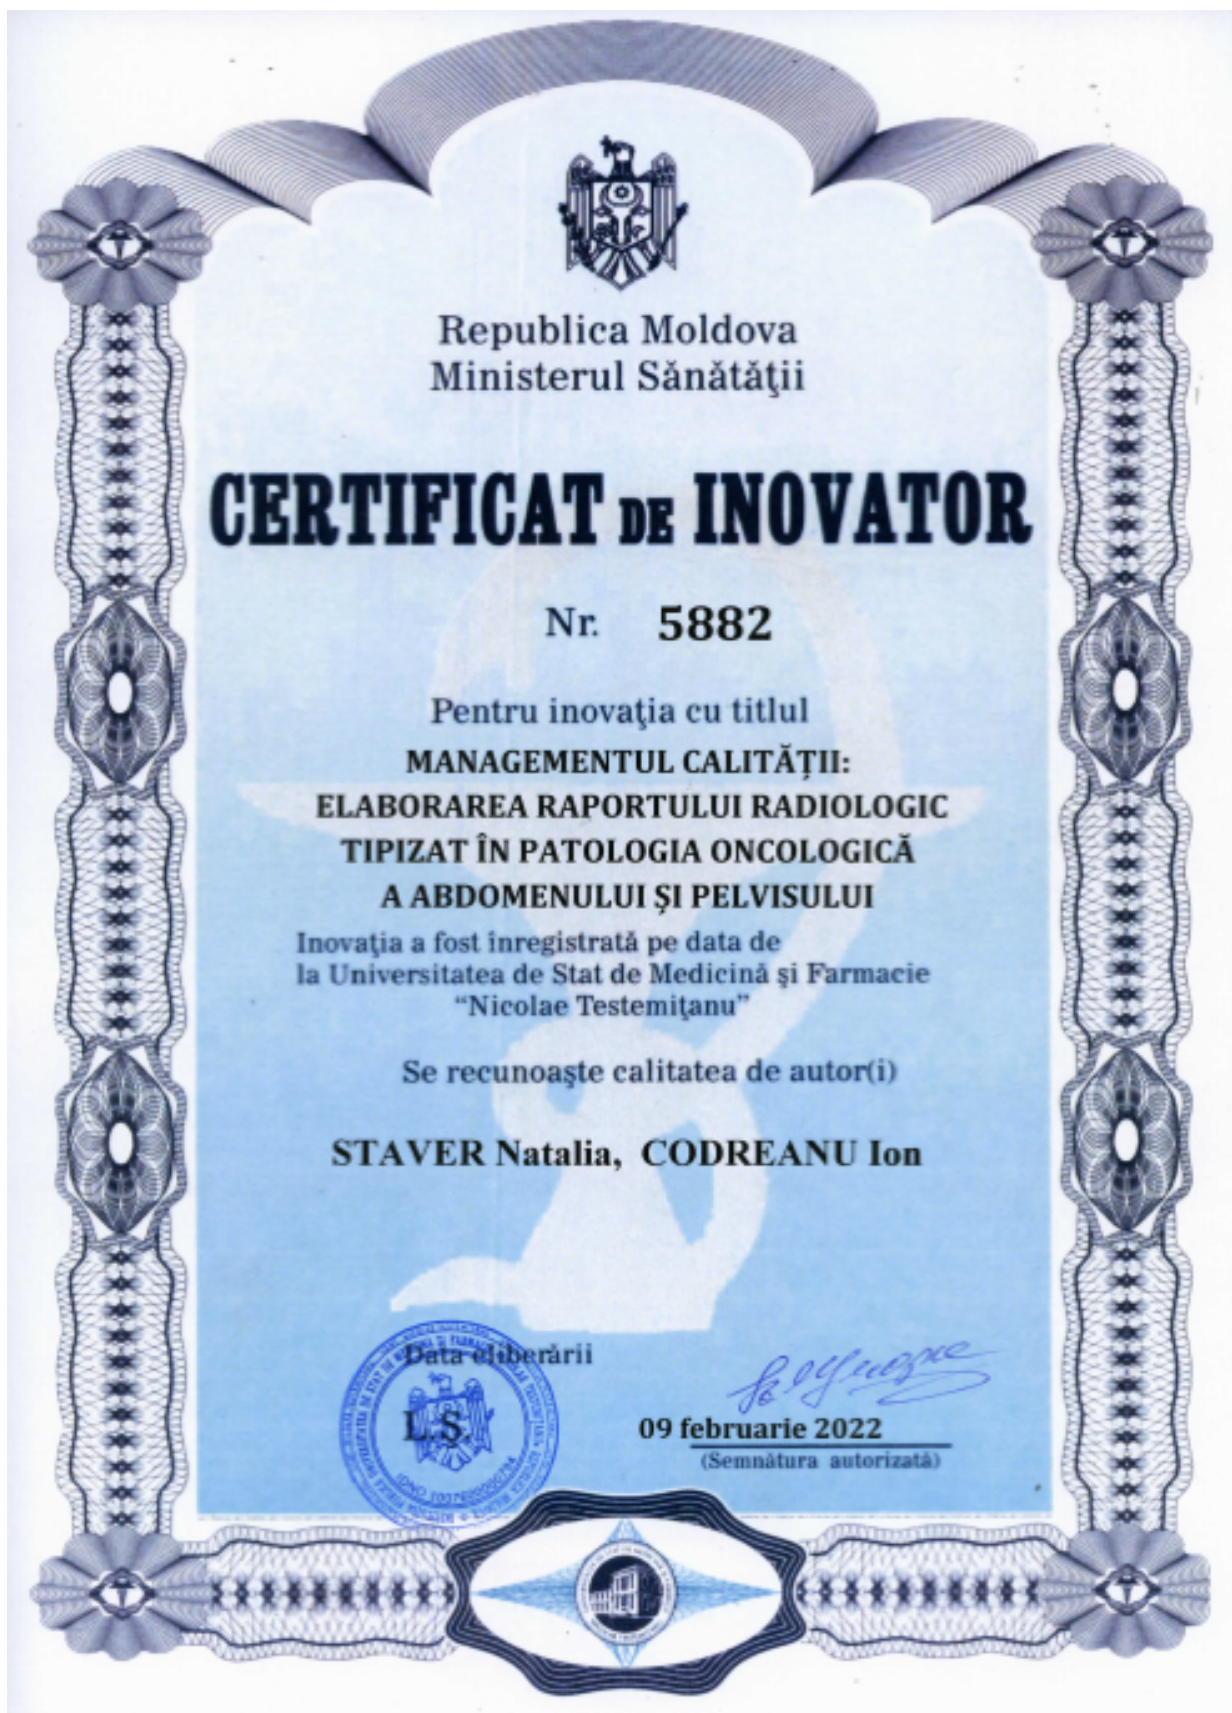 Republica Moldova
Ministerul Sănătăţii
CERTIFICAT DE INOVATOR
Nr. 5882
Pentru inovaţia cu titlul
MANAGEMENTUL CALITĂȚII:
ELABORAREA RAPORTULUI RADIOLOGIC
TIPIZAT ÎN PATOLOGIA ONCOLOGICĂ
A ABDOMENULUI ȘI PELVISULUI
Inovaţia a fost înregistrată pe data de
la Universitatea de Stat de Medicină şi Farmacie
“Nicolae Testemiţanu”
Se recunoaşte calitatea de autor(i)
STAVER Natalia, CODREANU Ion
Data eliberării
L.Ş.
09 februarie 2022
(Semnătura autorizată)